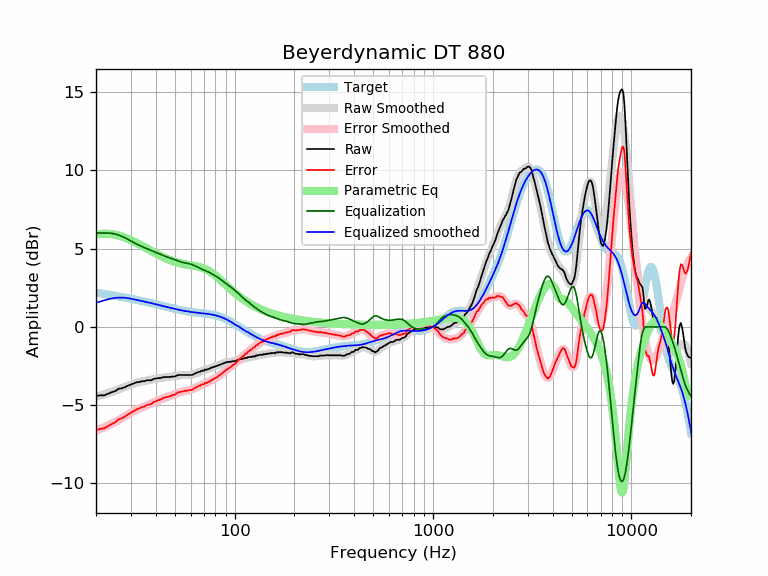 Beyerdynamic DT 880
Target
Raw Smoothed
Error Smoothed
Raw
Error
Parametric Eq
Equalization
Equalized smoothed
15
10
5
0
−5
−10
Amplitude (dBr)
100 1000 10000
Frequency (Hz)